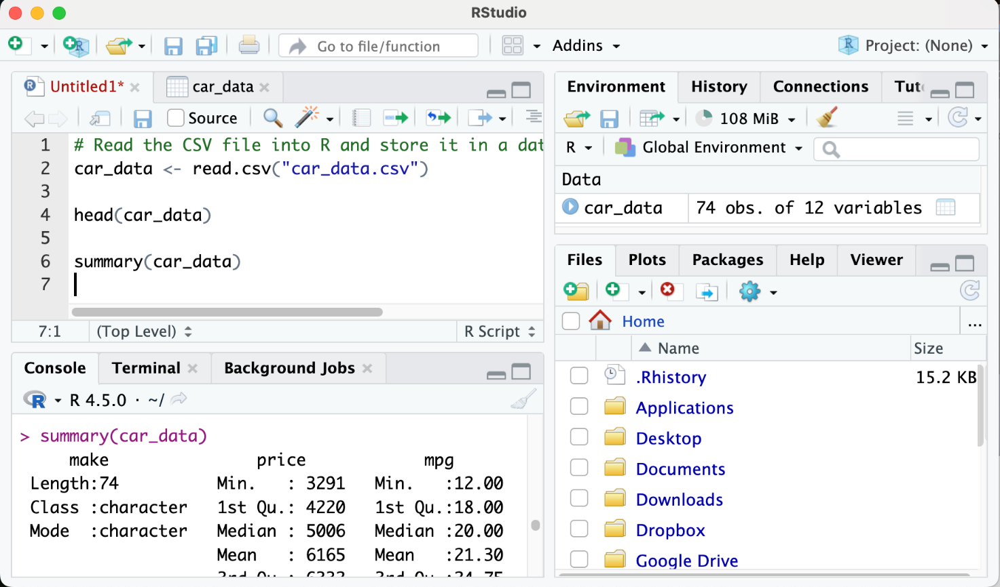 RStudio
Go to file/function
Addins
Project: (None)
Untitled1*
car_data
Source
1 # Read the CSV file into R and store it in a
2 car_data <- read.csv("car_data.csv")
3
4 head(car_data)
5
6 summary(car_data)
7
7:1 (Top Level) R Script
Console Terminal Background Jobs
R 4.5.0 · ~/
> summary(car_data)
make price mpg
Length:74 Min. : 3291 Min. :12.00
Class :character 1st Qu.: 4220 1st Qu.:18.00
Mode :character Median : 5006 Median :20.00
Mean : 6165 Mean :21.30
Environment History Connections
108 MiB
R Global Environment
Data
car_data 74 obs. of 12 variables
Files Plots Packages Help Viewer
Home ...
Name Size
.Rhistory 15.2 KB
Applications
Desktop
Documents
Downloads
Dropbox
Google Drive